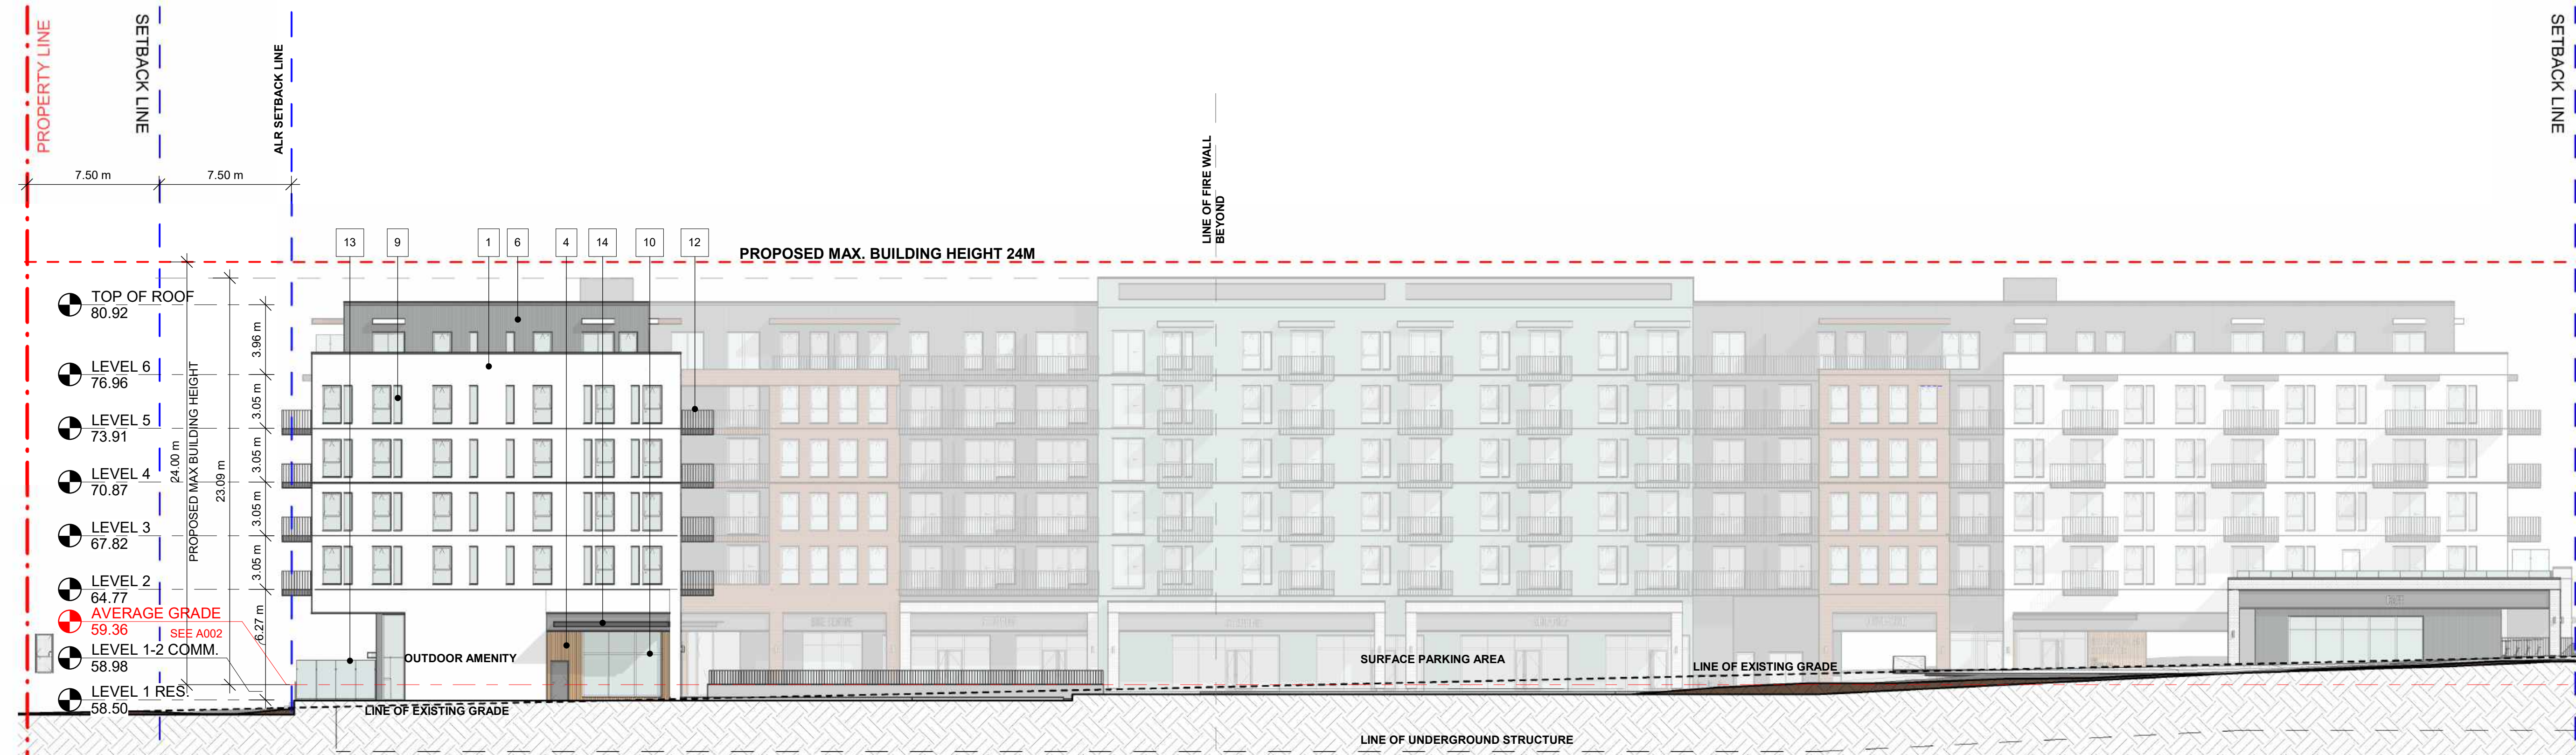 PROPERTY LINE
SETBACK LINE
ALR SETBACK LINE
SETBACK LINE
7.50 m
7.50 m
LINE OF FIRE WALL
BEYOND
13
9
1
6
4
14
10
12
PROPOSED MAX. BUILDING HEIGHT 24M
TOP OF ROOF
80.92
3.96 m
LEVEL 6
76.96
3.05 m
LEVEL 5
73.91
3.05 m
LEVEL 4
70.87
3.05 m
LEVEL 3
67.82
3.05 m
LEVEL 2
64.77
24.00 m
PROPOSED MAX BUILDING HEIGHT
23.09 m
AVERAGE GRADE
59.36
SEE A002
6.27 m
LEVEL 1-2 COMM.
58.98
LEVEL 1 RES.
58.50
OUTDOOR AMENITY
SURFACE PARKING AREA
LINE OF EXISTING GRADE
LINE OF EXISTING GRADE
LINE OF UNDERGROUND STRUCTURE